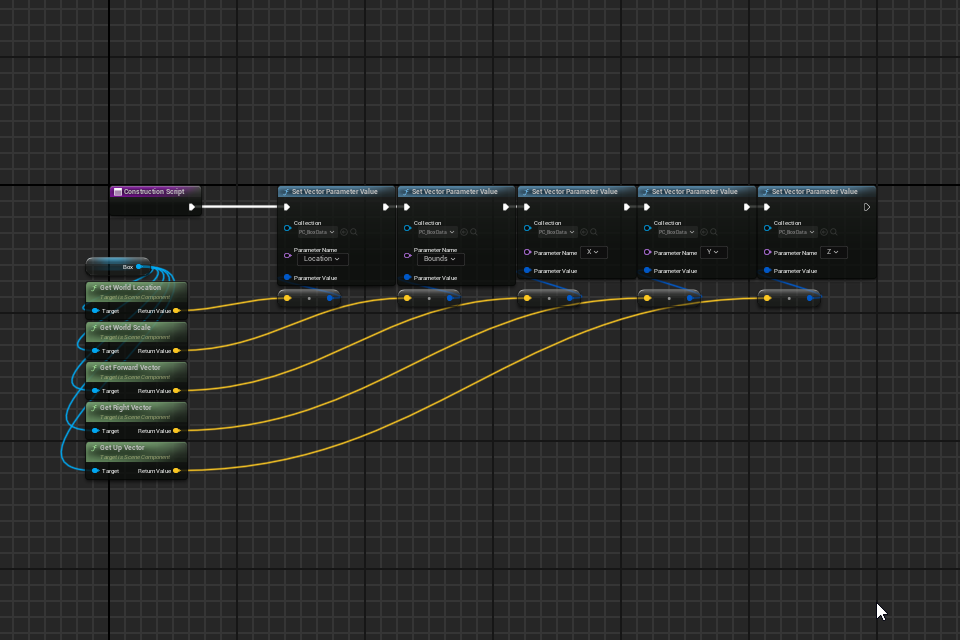 Construction Script
Set Vector Parameter Value
Collection
PC_BoxData
Parameter Name
Location
Parameter Value
Set Vector Parameter Value
Collection
PC_BoxData
Parameter Name
Bounds
Parameter Value
Set Vector Parameter Value
Collection
PC_BoxData
Parameter Name X
Parameter Value
Set Vector Parameter Value
Collection
PC_BoxData
Parameter Name Y
Parameter Value
Set Vector Parameter Value
Collection
PC_BoxData
Parameter Name Z
Parameter Value
Box
Get World Location
Target is Scene Component
Target Return Value
Get World Scale
Target is Scene Component
Target Return Value
Get Forward Vector
Target is Scene Component
Target Return Value
Get Right Vector
Target is Scene Component
Target Return Value
Get Up Vector
Target is Scene Component
Target Return Value